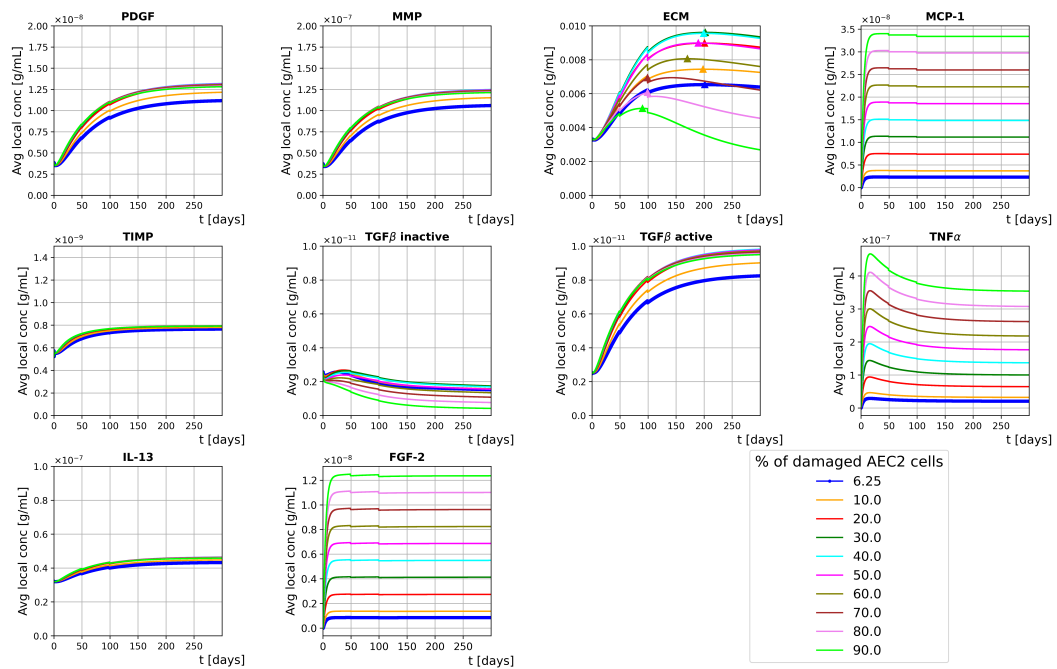 PDGF
×10⁻⁸
Avg local conc [g/mL]
2.00
1.75
1.50
1.25
1.00
0.75
0.50
0.25
0.00
0 50 100 150 200 250
t [days]
MMP
×10⁻⁷
Avg local conc [g/mL]
2.00
1.75
1.50
1.25
1.00
0.75
0.50
0.25
0.00
0 50 100 150 200 250
t [days]
ECM
Avg local conc [g/mL]
0.010
0.008
0.006
0.004
0.002
0.000
0 50 100 150 200 250
t [days]
MCP-1
×10⁻⁸
Avg local conc [g/mL]
3.5
3.0
2.5
2.0
1.5
1.0
0.5
0.0
0 50 100 150 200 250
t [days]
TIMP
×10⁻⁹
Avg local conc [g/mL]
1.4
1.2
1.0
0.8
0.6
0.4
0.2
0.0
0 50 100 150 200 250
t [days]
TGFβ inactive
×10⁻¹¹
Avg local conc [g/mL]
1.0
0.8
0.6
0.4
0.2
0.0
0 50 100 150 200 250
t [days]
TGFβ active
×10⁻¹¹
Avg local conc [g/mL]
1.0
0.8
0.6
0.4
0.2
0.0
0 50 100 150 200 250
t [days]
TNFα
×10⁻⁷
Avg local conc [g/mL]
4
3
2
1
0
0 50 100 150 200 250
t [days]
IL-13
×10⁻⁷
Avg local conc [g/mL]
1.0
0.8
0.6
0.4
0.2
0.0
0 50 100 150 200 250
t [days]
FGF-2
×10⁻⁸
Avg local conc [g/mL]
1.2
1.0
0.8
0.6
0.4
0.2
0.0
0 50 100 150 200 250
t [days]
% of damaged AEC2 cells
6.25
10.0
20.0
30.0
40.0
50.0
60.0
70.0
80.0
90.0